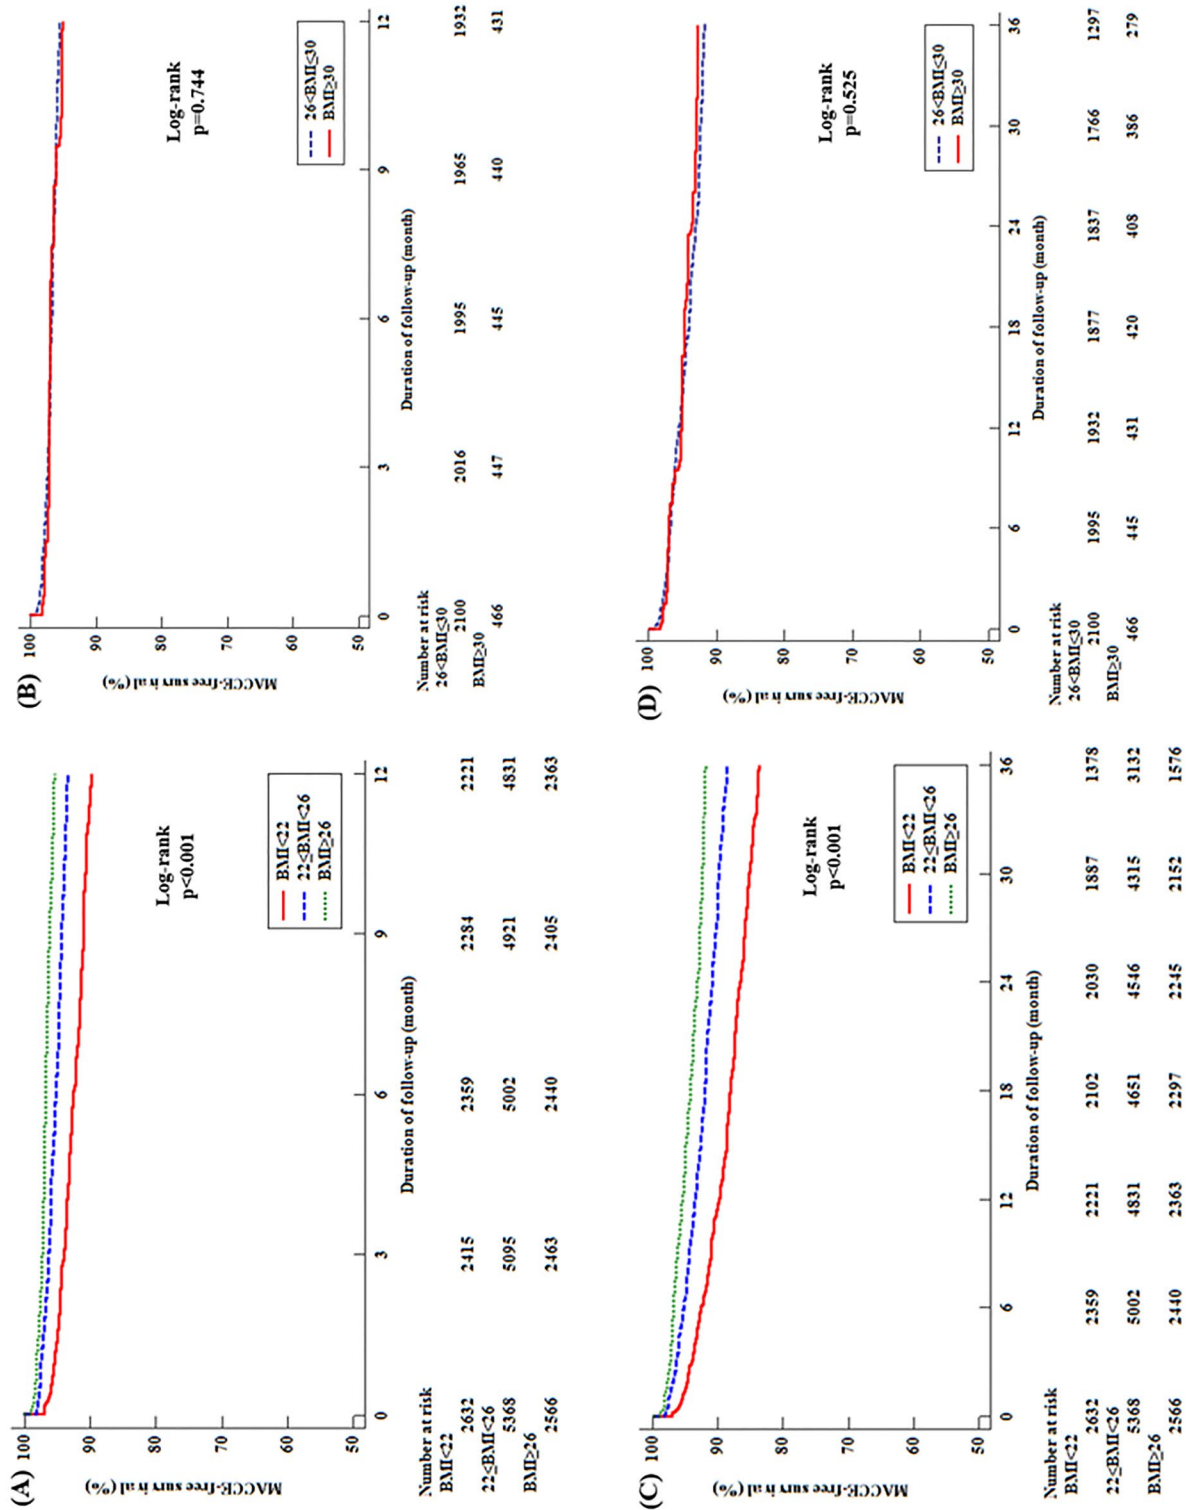 (A)
MACCE-free survival (%)
100
90
80
70
60
50
Log-rank
p<0.001
BMI<22
22≤BMI<26
BMI≥26
0 3 6 9 12
Duration of follow-up (month)
Number at risk
BMI<22
2632 2415 2359 2284 2221
22≤BMI<26
5368 5095 5002 4921 4831
BMI≥26
2566 2463 2440 2405 2363
(B)
MACCE-free survival (%)
100
90
80
70
60
50
Log-rank
p=0.744
26<BMI≤30
BMI≥30
0 3 6 9 12
Duration of follow-up (month)
Number at risk
26<BMI≤30
2100 2016 1995 1965 1932
BMI≥30
466 447 445 440 431
(C)
MACCE-free survival (%)
100
90
80
70
60
50
Log-rank
p<0.001
BMI<22
22≤BMI<26
BMI≥26
0 6 12 18 24 30 36
Duration of follow-up (month)
Number at risk
BMI<22
2632 2359 2221 2102 2030 1887 1378
22≤BMI<26
5368 5002 4831 4651 4546 4315 3132
BMI≥26
2566 2440 2363 2297 2245 2152 1576
(D)
MACCE-free survival (%)
100
90
80
70
60
50
Log-rank
p=0.525
26<BMI≤30
BMI≥30
0 6 12 18 24 30 36
Duration of follow-up (month)
Number at risk
26<BMI≤30
2100 1995 1932 1877 1837 1766 1297
BMI≥30
466 445 431 420 408 386 279